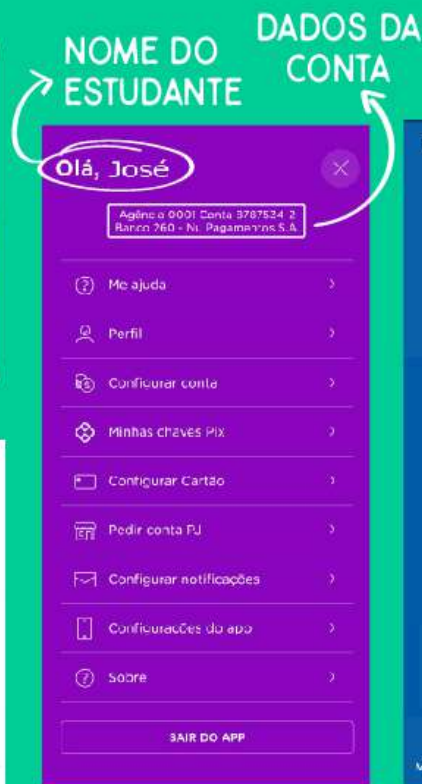 NOME DO
ESTUDANTE
DADOS DA
CONTA
Olá, José
Agência 0001 Conta 8787534-2
Banco 260 - Nu Pagamentos S.A
Me ajuda
Perfil
Configurar conta
Minhas chaves Pix
Configurar Cartão
Pedir conta PJ
Configurar notificações
Configurações do app
Sobre
SAIR DO APP